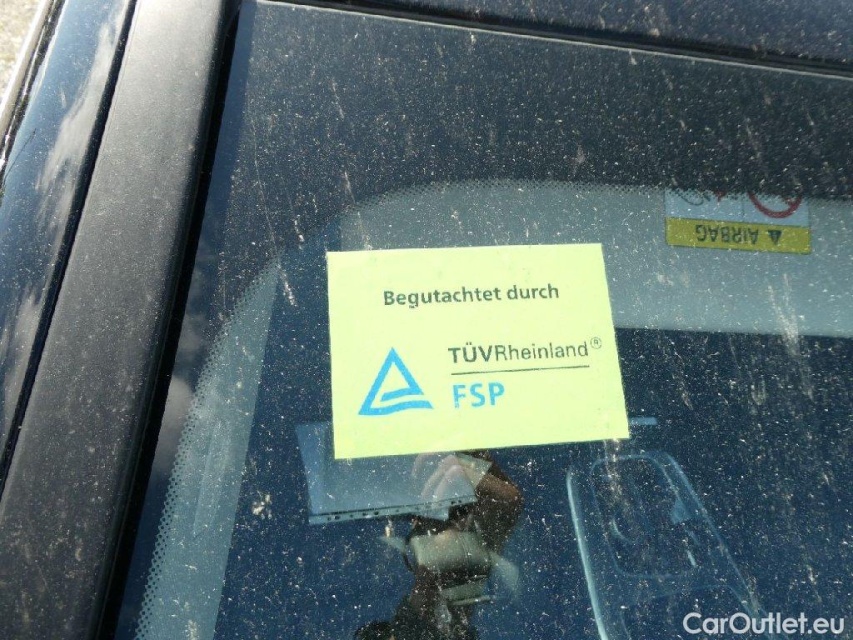 ⚠ AIRBAG
Begutachtet durch
TÜVRheinland®
FSP
CarOutlet.eu